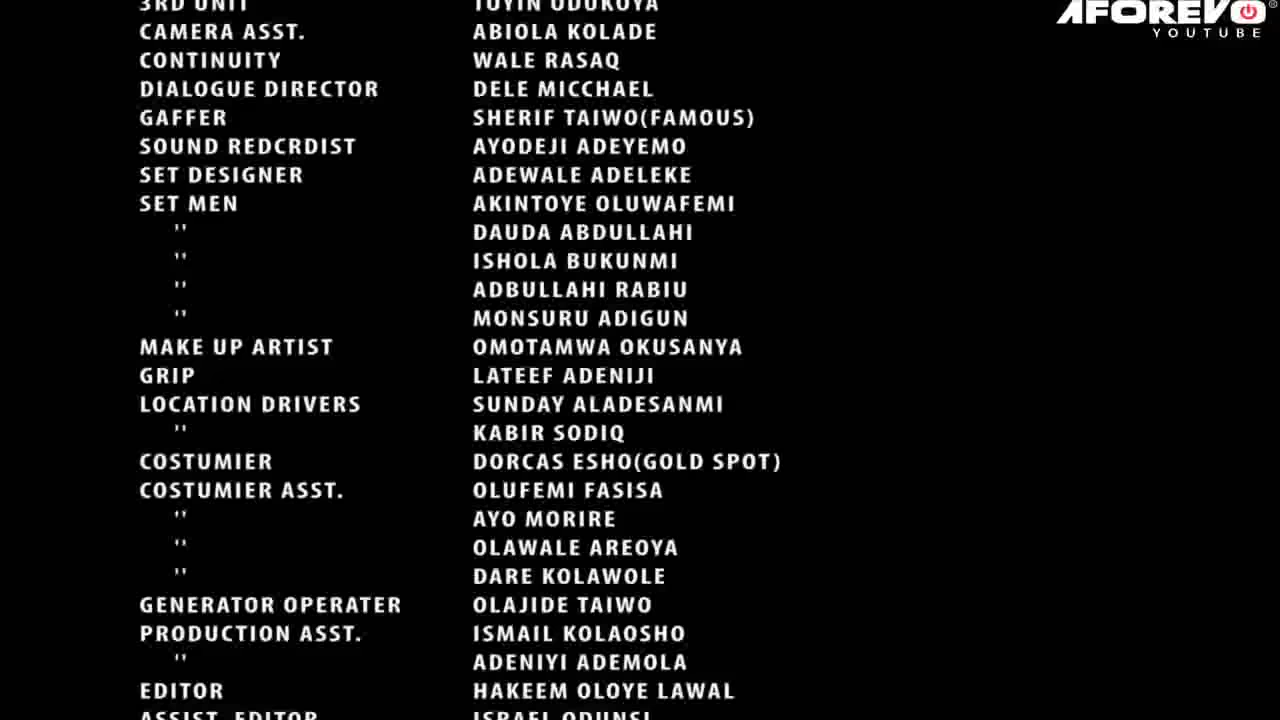 3RD UNIT TOYIN ODUKOYA
AFOREVO®
YOUTUBE
CAMERA ASST. ABIOLA KOLADE
CONTINUITY WALE RASAQ
DIALOGUE DIRECTOR DELE MICCHAEL
GAFFER SHERIF TAIWO(FAMOUS)
SOUND REDCRDIST AYODEJI ADEYEMO
SET DESIGNER ADEWALE ADELEKE
SET MEN AKINTOYE OLUWAFEMI
" DAUDA ABDULLAHI
" ISHOLA BUKUNMI
" ADBULLAHI RABIU
" MONSURU ADIGUN
MAKE UP ARTIST OMOTAMWA OKUSANYA
GRIP LATEEF ADENIJI
LOCATION DRIVERS SUNDAY ALADESANMI
" KABIR SODIQ
COSTUMIER DORCAS ESHO(GOLD SPOT)
COSTUMIER ASST. OLUFEMI FASISA
" AYO MORIRE
" OLAWALE AREOYA
" DARE KOLAWOLE
GENERATOR OPERATER OLAJIDE TAIWO
PRODUCTION ASST. ISMAIL KOLAOSHO
" ADENIYI ADEMOLA
EDITOR HAKEEM OLOYE LAWAL
ASSIST. EDITOR ISRAEL ODUNSI